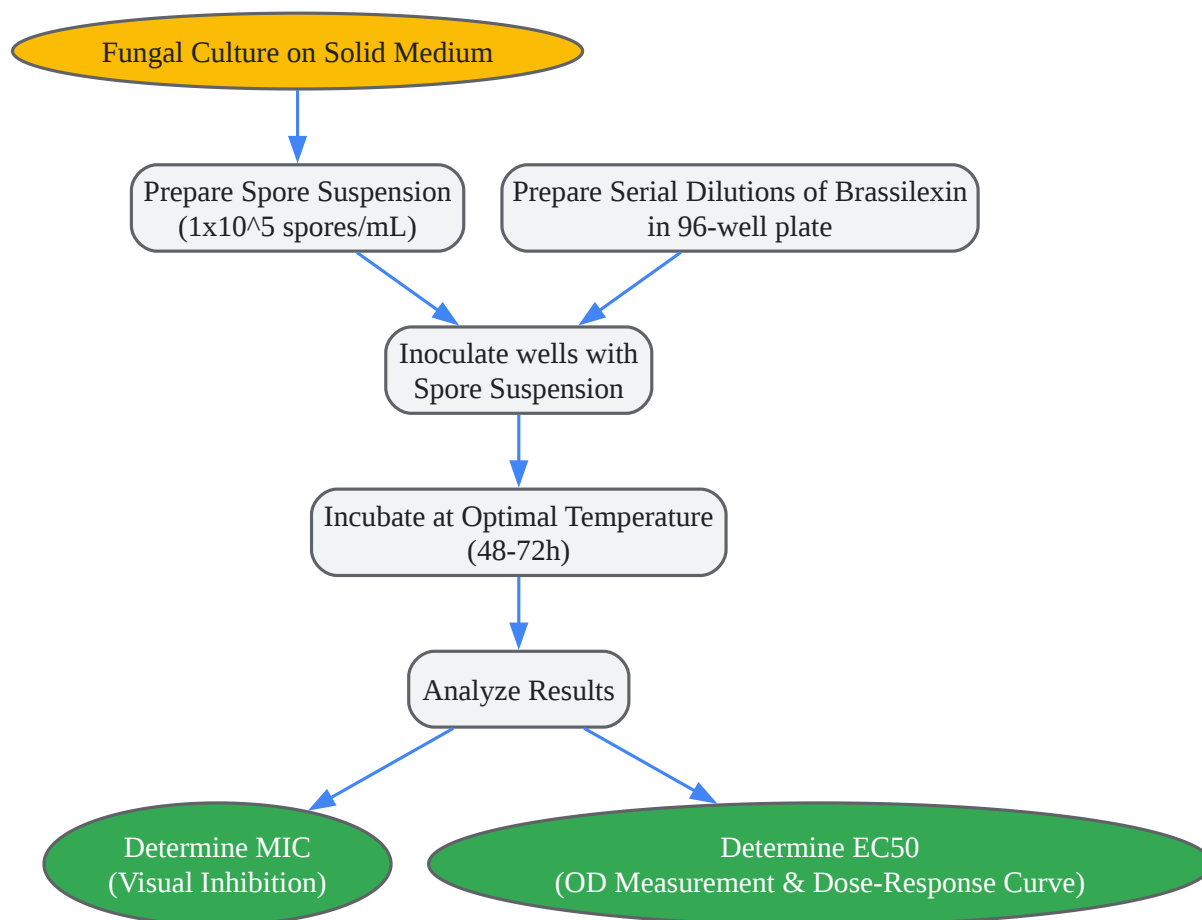 Fungal Culture on Solid Medium
Prepare Spore Suspension
(1x10^5 spores/mL)
Prepare Serial Dilutions of Brassilexin
in 96-well plate
Inoculate wells with
Spore Suspension
Incubate at Optimal Temperature
(48-72h)
Analyze Results
Determine MIC
(Visual Inhibition)
Determine EC50
(OD Measurement & Dose-Response Curve)